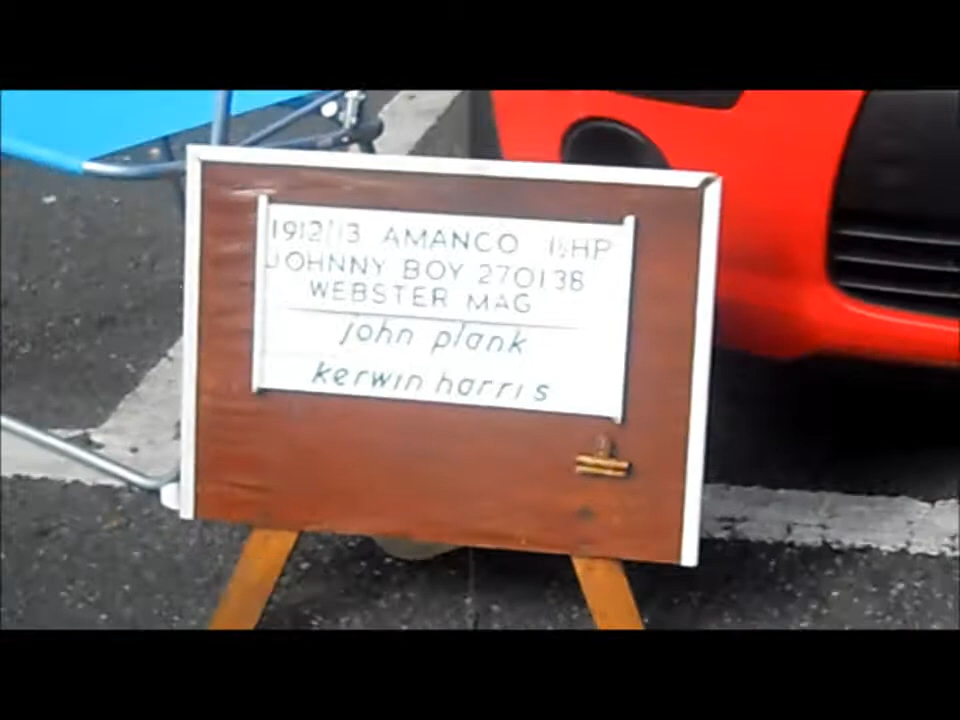 1912/13 AMANCO 1½HP
JOHNNY BOY 270138
WEBSTER MAG
john plank
kerwin harris